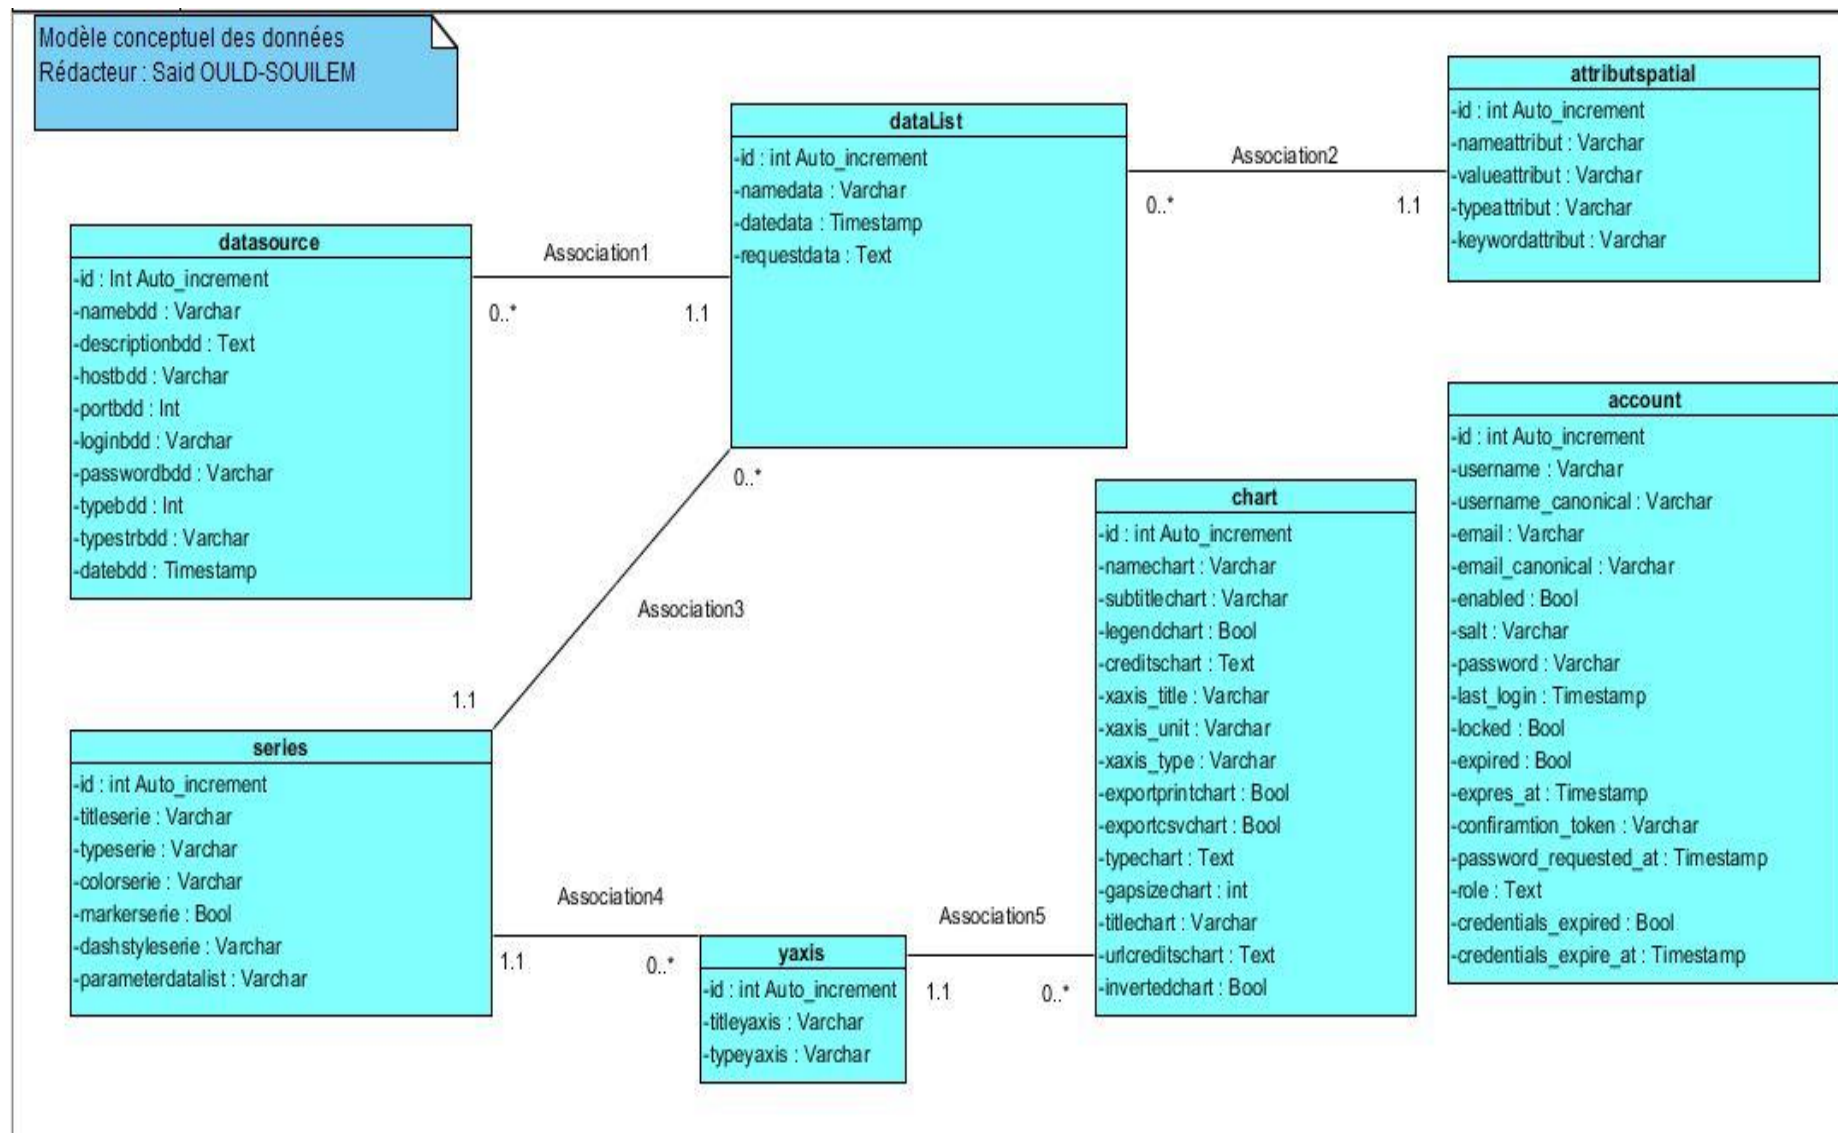 Modèle conceptuel des données
Rédacteur : Said OULD-SOUILEM
datasource
-id : Int Auto_increment
-namebdd : Varchar
-descriptionbdd : Text
-hostbdd : Varchar
-portbdd : Int
-loginbdd : Varchar
-passwordbdd : Varchar
-typebdd : Int
-typestrbdd : Varchar
-datebdd : Timestamp
Association1
0..*
1.1
dataList
-id : int Auto_increment
-namedata : Varchar
-datedata : Timestamp
-requestdata : Text
Association2
0..*
1.1
attributspatial
-id : int Auto_increment
-nameattribut : Varchar
-valueattribut : Varchar
-typeattribut : Varchar
-keywordattribut : Varchar
0..*
Association3
1.1
series
-id : int Auto_increment
-titleserie : Varchar
-typeserie : Varchar
-colorserie : Varchar
-markerserie : Bool
-dashstyleserie : Varchar
-parameterdatalist : Varchar
Association4
1.1
0..*
yaxis
-id : int Auto_increment
-titleyaxis : Varchar
-typeyaxis : Varchar
Association5
1.1
0..*
chart
-id : int Auto_increment
-namechart : Varchar
-subtitlechart : Varchar
-legendchart : Bool
-creditschart : Text
-xaxis_title : Varchar
-xaxis_unit : Varchar
-xaxis_type : Varchar
-exportprintchart : Bool
-exportcsvchart : Bool
-typechart : Text
-gapsizechart : int
-titlechart : Varchar
-urlcreditschart : Text
-invertedchart : Bool
account
-id : int Auto_increment
-username : Varchar
-username_canonical : Varchar
-email : Varchar
-email_canonical : Varchar
-enabled : Bool
-salt : Varchar
-password : Varchar
-last_login : Timestamp
-locked : Bool
-expired : Bool
-expres_at : Timestamp
-confiramtion_token : Varchar
-password_requested_at : Timestamp
-role : Text
-credentials_expired : Bool
-credentials_expire_at : Timestamp